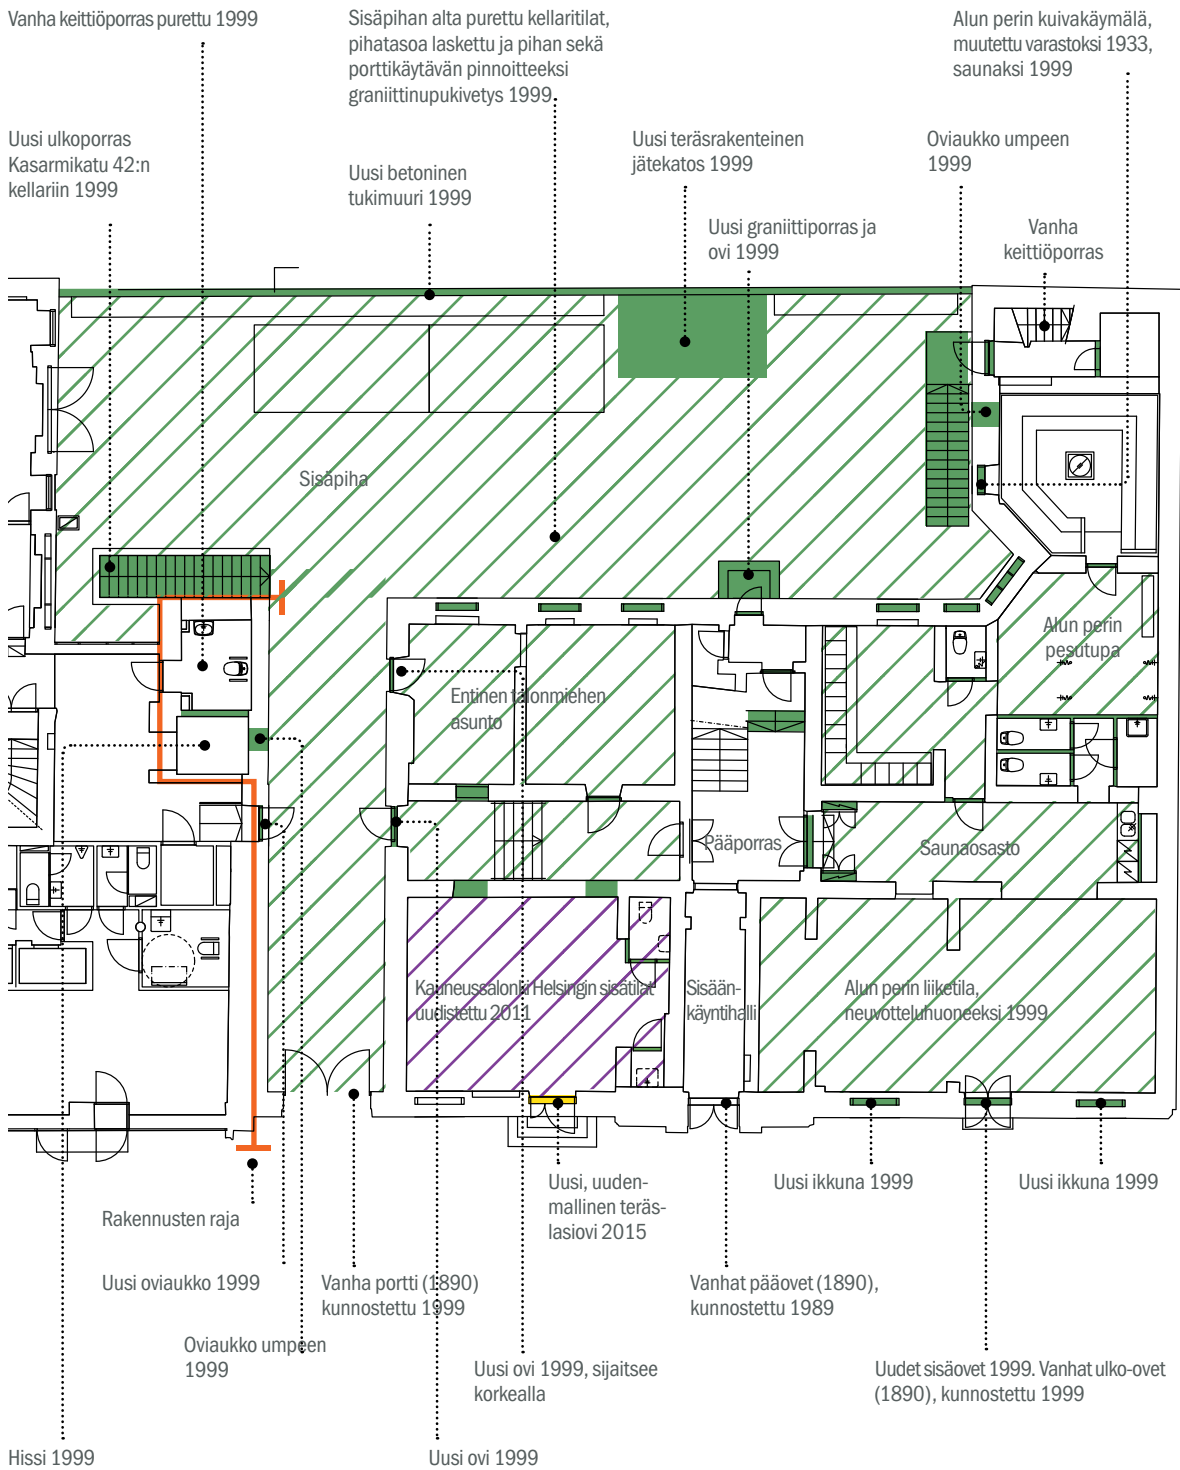 Vanha keittiöporras purettu 1999
Sisäpihan alta purettu kellaritilat,
pihatasoa laskettu ja pihan sekä
porttikäytävän pinnoitteeksi
graniittinupukivetys 1999
Alun perin kuivakäymälä,
muutettu varastoksi 1933,
saunaksi 1999
Uusi ulkoporras
Kasarmikatu 42:n
kellariin 1999
Uusi betoninen
tukimuuri 1999
Uusi teräsrakenteinen
jätekatos 1999
Oviaukko umpeen
1999
Uusi graniittiporras ja
ovi 1999
Vanha
keittiöporras
Sisäpiha
Alun perin
pesutupa
Entinen talonmiehen
asunto
Pääporras
Saunaosasto
Kauneussalonki Helsingin sisätilat
uudistettu 2011
Sisään-
käyntihalli
Alun perin liiketila,
neuvotteluhuoneeksi 1999
Uusi, uuden-
mallinen teräs-
lasiovi 2015
Uusi ikkuna 1999
Uusi ikkuna 1999
Rakennusten raja
Uusi oviaukko 1999
Vanha portti (1890)
kunnostettu 1999
Vanhat pääovet (1890),
kunnostettu 1989
Oviaukko umpeen
1999
Uusi ovi 1999, sijaitsee
korkealla
Uudet sisäovet 1999. Vanhat ulko-ovet
(1890), kunnostettu 1999
Hissi 1999
Uusi ovi 1999